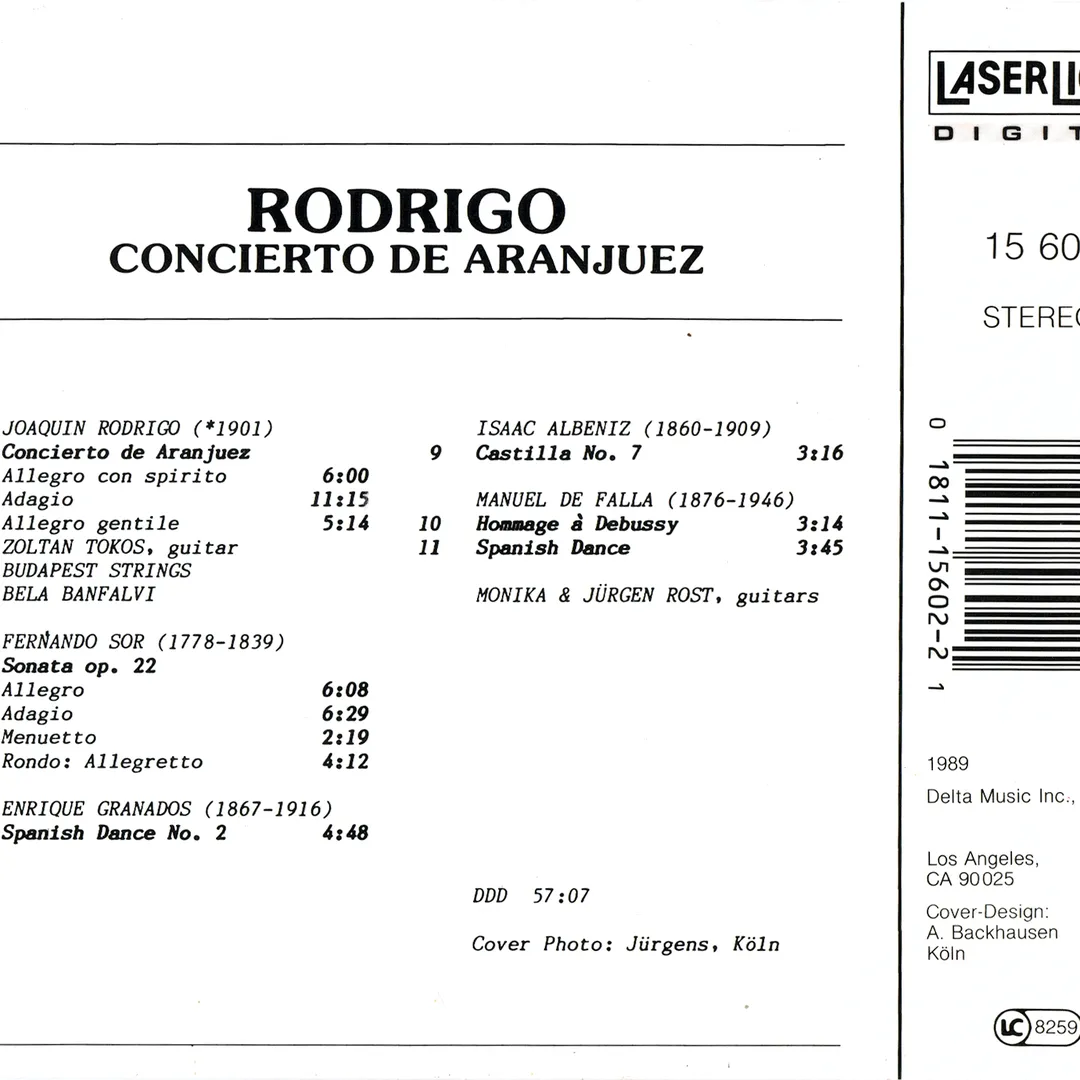 RODRIGO
CONCIERTO DE ARANJUEZ
JOAQUIN RODRIGO (*1901)
Concierto de Aranjuez
Allegro con spirito 6:00
Adagio 11:15
Allegro gentile 5:14
ZOLTAN TOKOS, guitar
BUDAPEST STRINGS
BELA BANFALVI
FERNANDO SOR (1778-1839)
Sonata op. 22
Allegro 6:08
Adagio 6:29
Menuetto 2:19
Rondo: Allegretto 4:12
ENRIQUE GRANADOS (1867-1916)
Spanish Dance No. 2 4:48
ISAAC ALBENIZ (1860-1909)
9 Castilla No. 7 3:16
MANUEL DE FALLA (1876-1946)
10 Hommage à Debussy 3:14
11 Spanish Dance 3:45
MONIKA & JÜRGEN ROST, guitars
DDD 57:07
Cover Photo: Jürgens, Köln
LASERLIG
DIGIT
15 60
STEREO
0 1811-15602-2 1
1989
Delta Music Inc.,
Los Angeles,
CA 90025
Cover-Design:
A. Backhausen
Köln
LC 8259